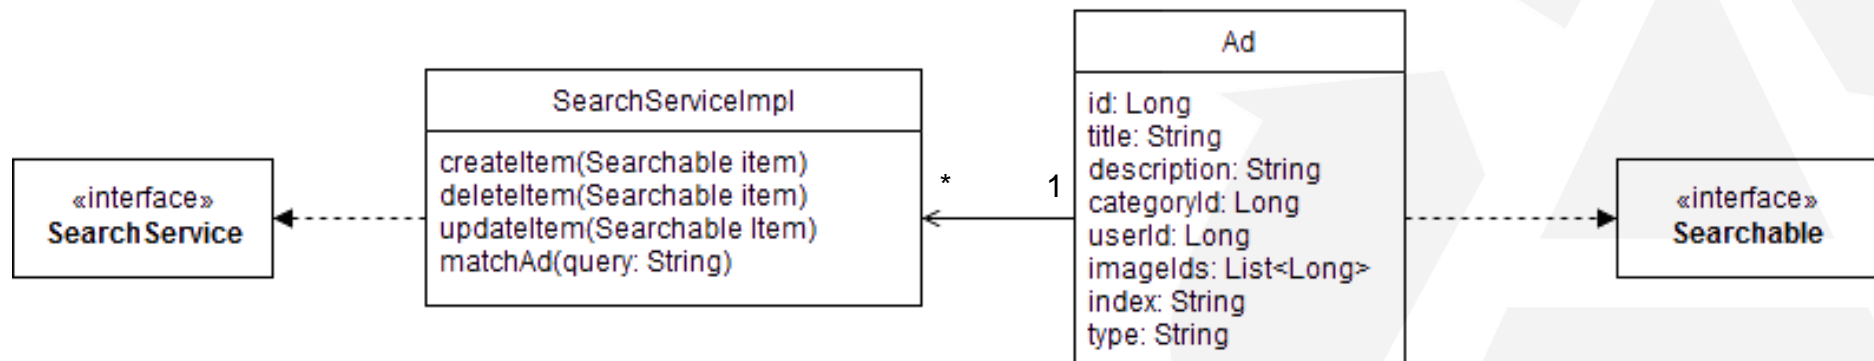 «interface»
SearchService
SearchServiceImpl
createItem(Searchable item)
deleteItem(Searchable item)
updateItem(Searchable Item)
matchAd(query: String)
*
1
Ad
id: Long
title: String
description: String
categoryId: Long
userId: Long
imageIds: List<Long>
index: String
type: String
«interface»
Searchable